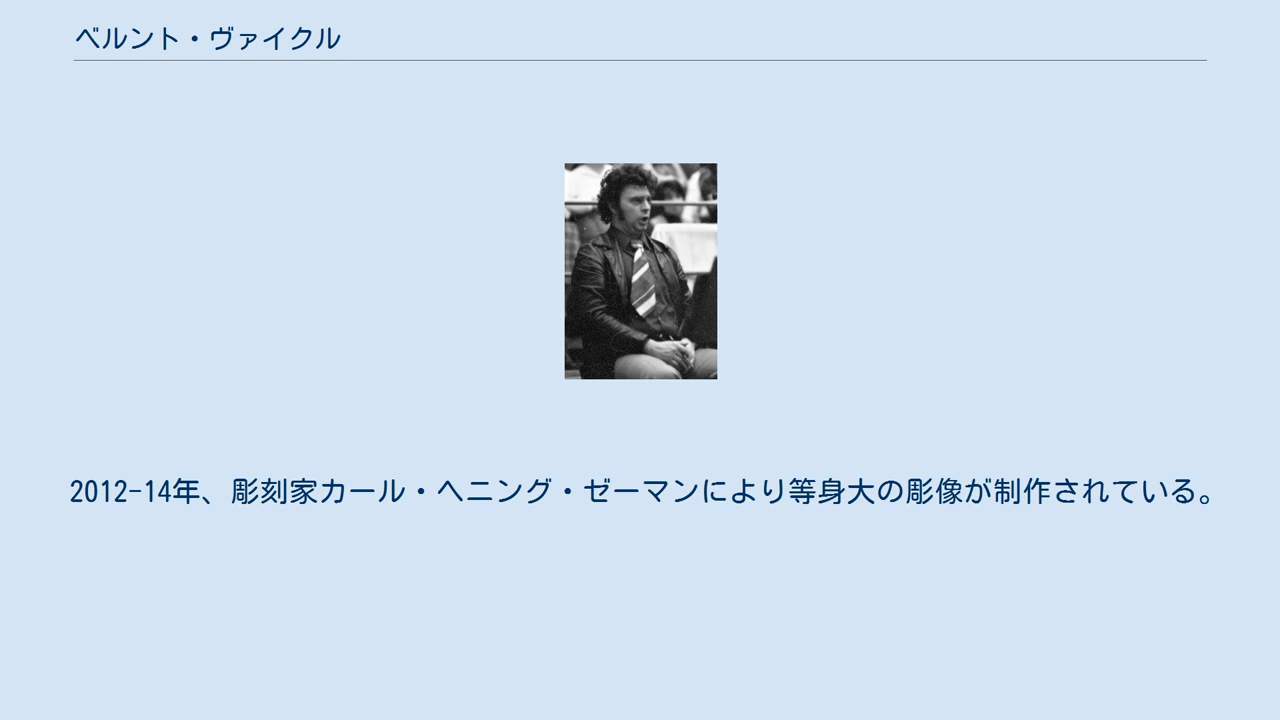 ベルント・ヴァイクル
2012-14年、彫刻家カール・ヘニング・ゼーマンにより等身大の彫像が制作されている。